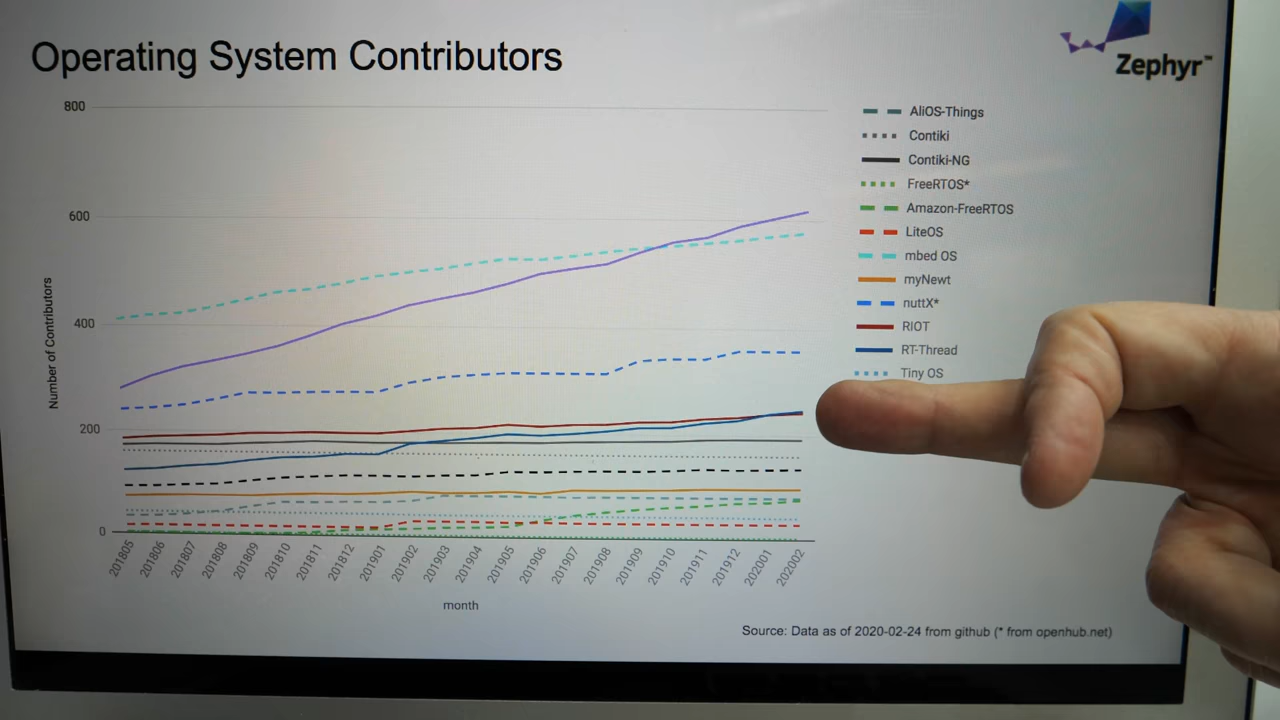 Operating System Contributors
Zephyr™
800
600
400
200
0
Number of Contributors
201805
201806
201807
201808
201809
201810
201811
201812
201901
201902
201903
201904
201905
201906
201907
201908
201909
201910
201911
201912
202001
202002
month
AliOS-Things
Contiki
Contiki-NG
FreeRTOS*
Amazon-FreeRTOS
LiteOS
mbed OS
myNewt
nuttX*
RIOT
RT-Thread
Tiny OS
Source: Data as of 2020-02-24 from github (* from openhub.net)